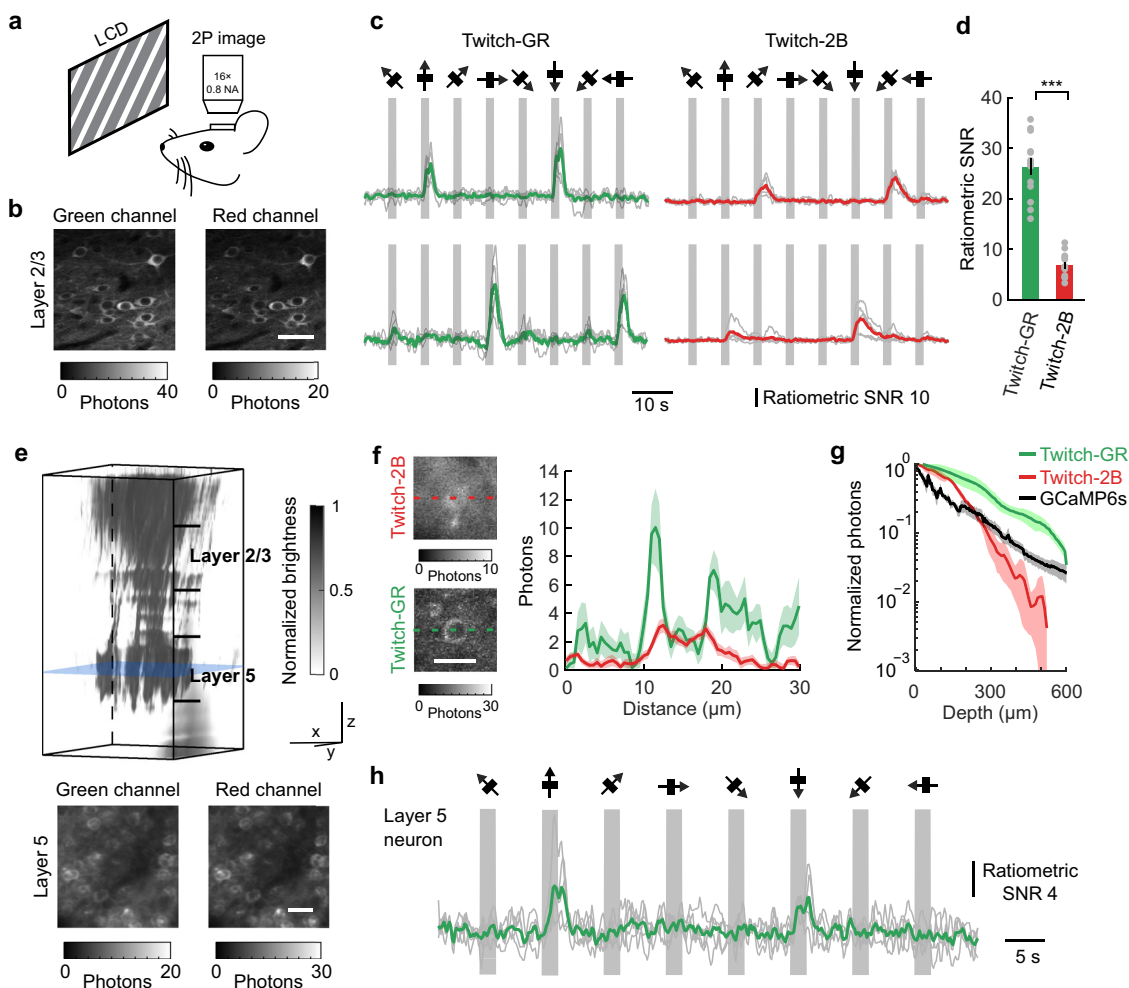 a
LCD
2P image
16×
0.8 NA
b
Green channel
Red channel
Layer 2/3
0
40
Photons
0
20
Photons
c
Twitch-GR
Twitch-2B
10 s
Ratiometric SNR 10
d
***
Ratiometric SNR
40
30
20
10
0
Twitch-GR
Twitch-2B
e
Layer 2/3
Layer 5
Normalized brightness
1
0.5
0
x
y
z
Green channel
Red channel
Layer 5
0
20
Photons
0
30
Photons
f
Twitch-2B
0
10
Photons
Twitch-GR
0
30
Photons
Photons
14
12
10
8
6
4
2
0
0
10
20
30
Distance (µm)
g
Twitch-GR
Twitch-2B
GCaMP6s
Normalized photons
10⁰
10⁻¹
10⁻²
10⁻³
0
300
600
Depth (µm)
h
Layer 5
neuron
Ratiometric
SNR 4
5 s